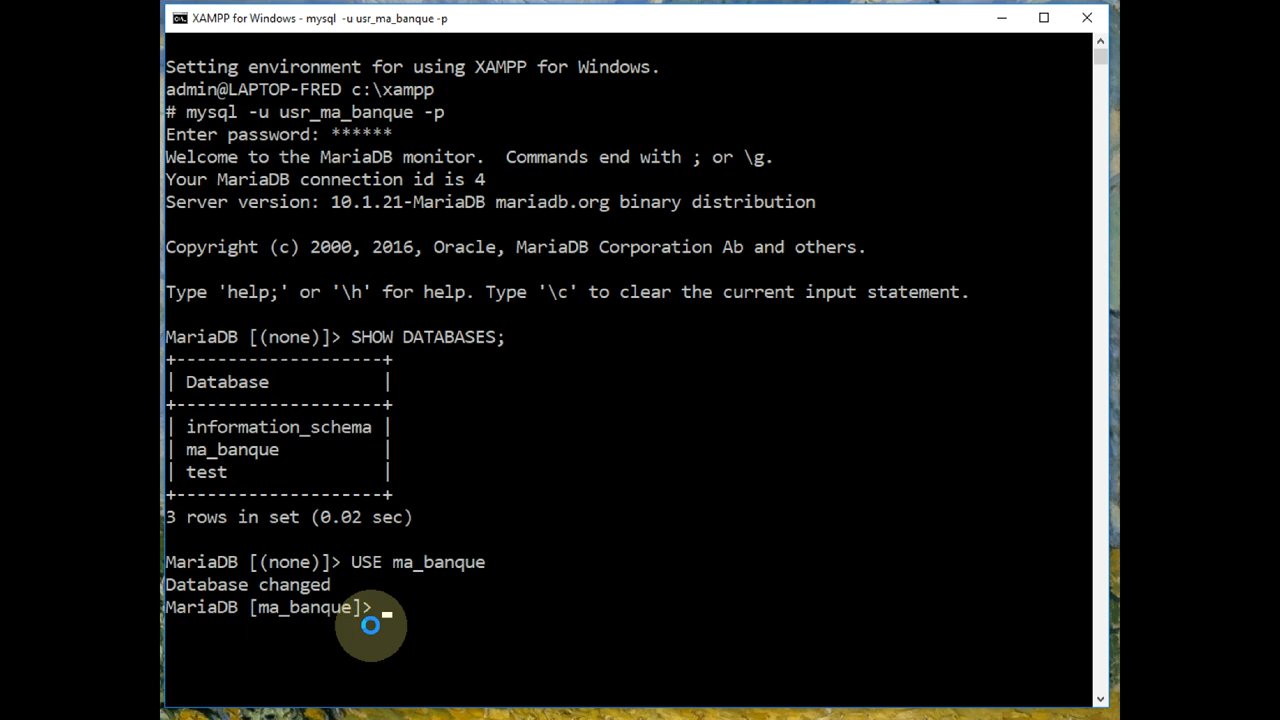 XAMPP for Windows - mysql -u usr_ma_banque -p
Setting environment for using XAMPP for Windows.
admin@LAPTOP-FRED c:\xampp
# mysql -u usr_ma_banque -p
Enter password: ******
Welcome to the MariaDB monitor.  Commands end with ; or \g.
Your MariaDB connection id is 4
Server version: 10.1.21-MariaDB mariadb.org binary distribution
Copyright (c) 2000, 2016, Oracle, MariaDB Corporation Ab and others.
Type 'help;' or '\h' for help. Type '\c' to clear the current input statement.
MariaDB [(none)]> SHOW DATABASES;
+--------------------+
| Database           |
+--------------------+
| information_schema |
| ma_banque          |
| test               |
+--------------------+
3 rows in set (0.02 sec)
MariaDB [(none)]> USE ma_banque
Database changed
MariaDB [ma_banque]>